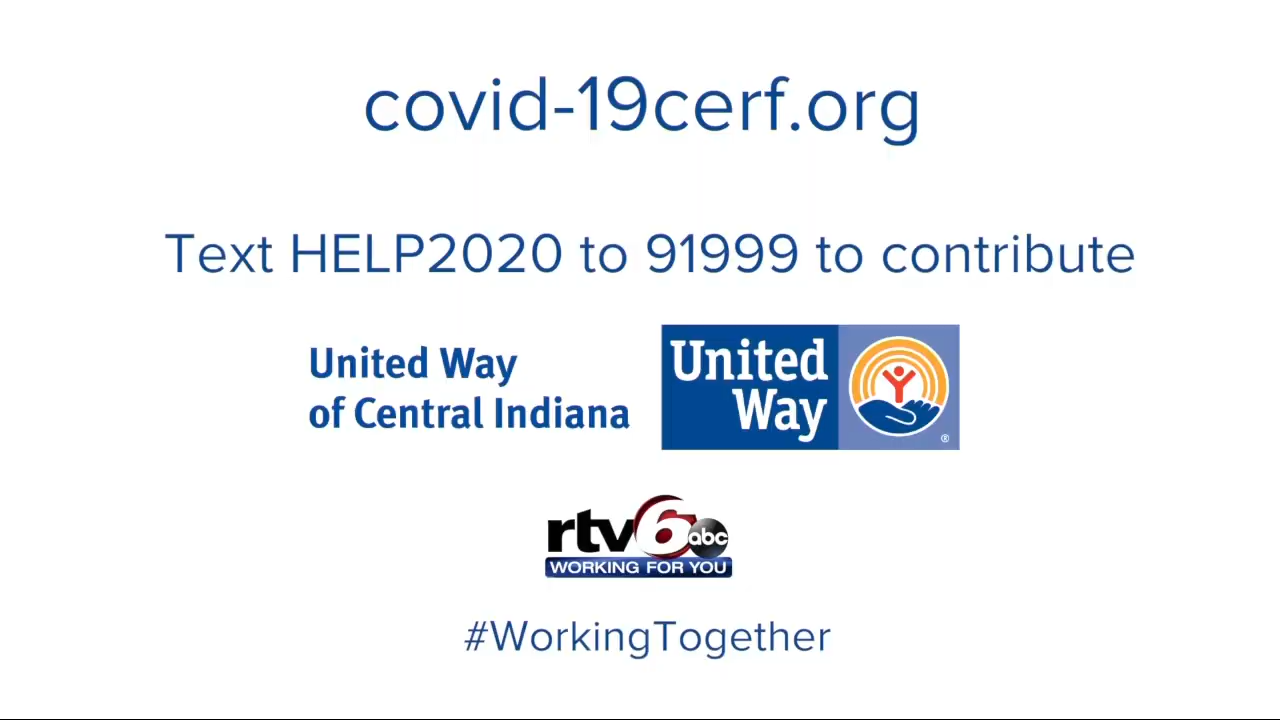 covid-19cerf.org
Text HELP2020 to 91999 to contribute
United Way
of Central Indiana
United
Way
®
rtv6 abc
WORKING FOR YOU
#WorkingTogether